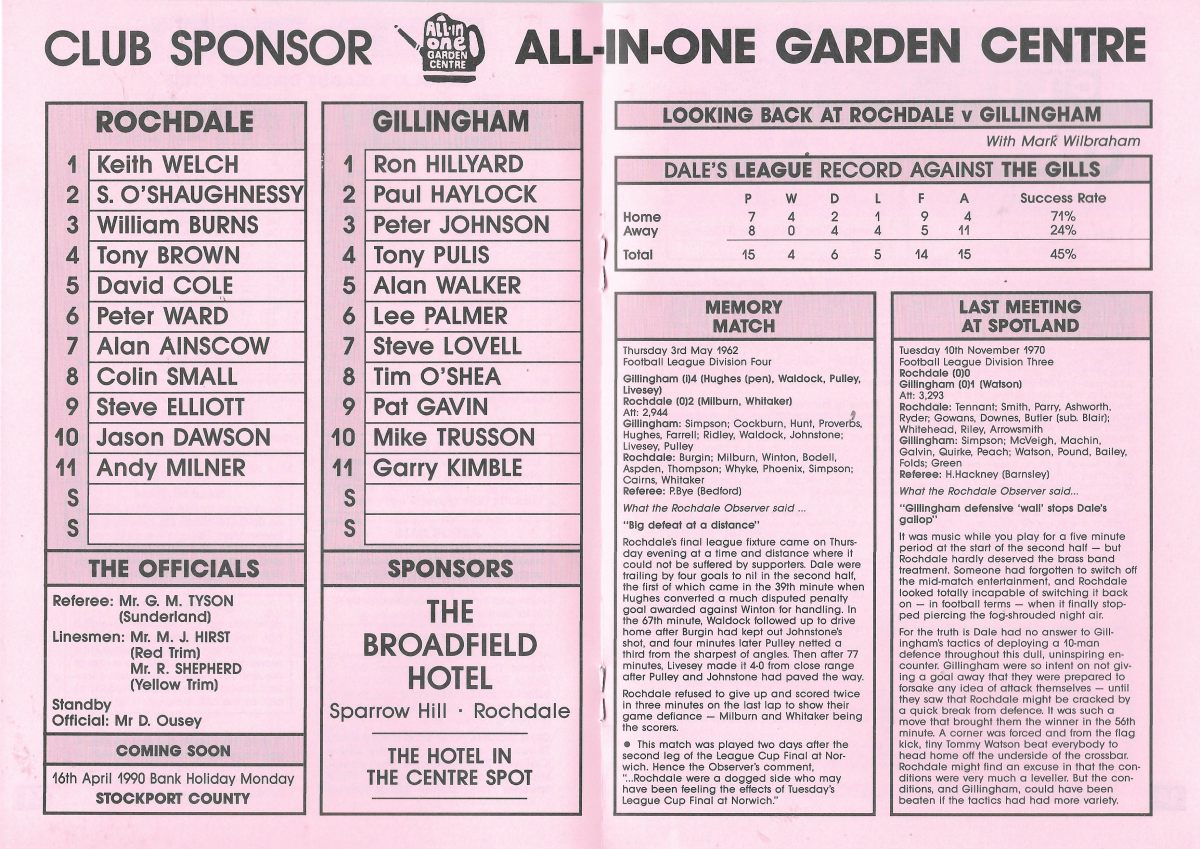 CLUB SPONSOR
ALL-IN
one
GARDEN
CENTRE
ALL-IN-ONE GARDEN CENTRE
ROCHDALE
1 Keith WELCH
2 S. O'SHAUGHNESSY
3 William BURNS
4 Tony BROWN
5 David COLE
6 Peter WARD
7 Alan AINSCOW
8 Colin SMALL
9 Steve ELLIOTT
10 Jason DAWSON
11 Andy MILNER
S
S
THE OFFICIALS
Referee: Mr. G. M. TYSON
(Sunderland)
Linesmen: Mr. M. J. HIRST
(Red Trim)
Mr. R. SHEPHERD
(Yellow Trim)
Standby
Official: Mr D. Ousey
COMING SOON
16th April 1990 Bank Holiday Monday
STOCKPORT COUNTY
GILLINGHAM
1 Ron HILLYARD
2 Paul HAYLOCK
3 Peter JOHNSON
4 Tony PULIS
5 Alan WALKER
6 Lee PALMER
7 Steve LOVELL
8 Tim O'SHEA
9 Pat GAVIN
10 Mike TRUSSON
11 Garry KIMBLE
S
S
SPONSORS
THE
BROADFIELD
HOTEL
Sparrow Hill · Rochdale
THE HOTEL IN
THE CENTRE SPOT
LOOKING BACK AT ROCHDALE v GILLINGHAM
With Mark Wilbraham
DALE'S LEAGUE RECORD AGAINST THE GILLS
P W D L F A Success Rate
Home 7 4 2 1 9 4 71%
Away 8 0 4 4 5 11 24%
Total 15 4 6 5 14 15 45%
MEMORY
MATCH
Thursday 3rd May 1962
Football League Division Four
Gillingham (i)4 (Hughes (pen), Waldock, Pulley,
Livesey)
Rochdale (0)2 (Milburn, Whitaker)
Att: 2,944
Gillingham: Simpson; Cockburn, Hunt, Proverbs,
Hughes, Farrell; Ridley, Waldock, Johnstone;
Livesey, Pulley
Rochdale: Burgin; Milburn, Winton, Bodell,
Aspden, Thompson; Whyke, Phoenix, Simpson;
Cairns, Whitaker
Referee: P.Bye (Bedford)
What the Rochdale Observer said ...
"Big defeat at a distance"
Rochdale's final league fixture came on Thurs-
day evening at a time and distance where it
could not be suffered by supporters. Dale were
trailing by four goals to nil in the second half,
the first of which came in the 39th minute when
Hughes converted a much disputed penalty
goal awarded against Winton for handling. In
the 67th minute, Waldock followed up to drive
home after Burgin had kept out Johnstone's
shot, and four minutes later Pulley netted a
third from the sharpest of angles. Then after 77
minutes, Livesey made it 4-0 from close range
after Pulley and Johnstone had paved the way.
Rochdale refused to give up and scored twice
in three minutes on the last lap to show their
game defiance — Milburn and Whitaker being
the scorers.
• This match was played two days after the
second leg of the League Cup Final at Nor-
wich. Hence the Observer's comment,
"...Rochdale were a dogged side who may
have been feeling the effects of Tuesday's
League Cup Final at Norwich."
LAST MEETING
AT SPOTLAND
Tuesday 10th November 1970
Football League Division Three
Rochdale (0)0
Gillingham (0)1 (Watson)
Att: 3,293
Rochdale: Tennant; Smith, Parry, Ashworth,
Ryder; Gowans, Downes, Butler (sub. Blair);
Whitehead, Riley, Arrowsmith
Gillingham: Simpson; McVeigh, Machin,
Galvin, Quirke, Peach; Watson, Pound, Bailey,
Folds; Green
Referee: H.Hackney (Barnsley)
What the Rochdale Observer said...
"Gillingham defensive 'wall' stops Dale's
gallop"
It was music while you play for a five minute
period at the start of the second half — but
Rochdale hardly deserved the brass band
treatment. Someone had forgotten to switch off
the mid-match entertainment, and Rochdale
looked totally incapable of switching it back
on — in football terms — when it finally stop-
ped piercing the fog-shrouded night air.
For the truth is Dale had no answer to Gill-
ingham's tactics of deploying a 10-man
defence throughout this dull, uninspiring en-
counter. Gillingham were so intent on not giv-
ing a goal away that they were prepared to
forsake any idea of attack themselves — until
they saw that Rochdale might be cracked by
a quick break from defence. It was such a
move that brought them the winner in the 56th
minute. A corner was forced and from the flag
kick, tiny Tommy Watson beat everybody to
head home off the underside of the crossbar.
Rochdale might find an excuse in that the con-
ditions were very much a leveller. But the con-
ditions, and Gillingham, could have been
beaten if the tactics had had more variety.